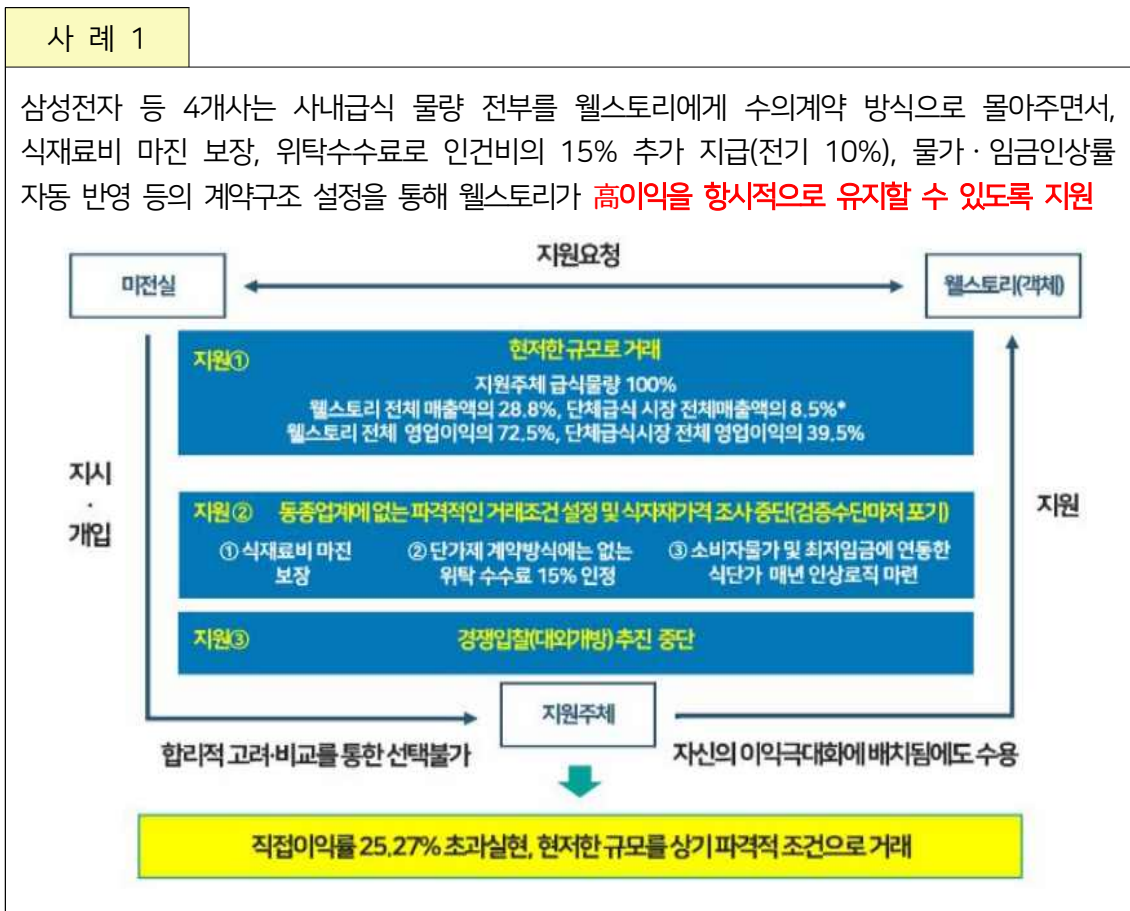 사 례 1
삼성전자 등 4개사는 사내급식 물량 전부를 웰스토리에게 수의계약 방식으로 몰아주면서,
식재료비 마진 보장, 위탁수수료로 인건비의 15% 추가 지급(전기 10%), 물가·임금인상률
자동 반영 등의 계약구조 설정을 통해 웰스토리가 高이익을 항시적으로 유지할 수 있도록 지원
지원요청
미전실
웰스토리(객체)
지원①
현저한 규모로 거래
지원주체 급식물량 100%
웰스토리 전체 매출액의 28.8%, 단체급식 시장 전체매출액의 8.5%*
웰스토리 전체 영업이익의 72.5%, 단체급식시장 전체 영업이익의 39.5%
지시
·
개입
지원
지원② 동종업계에 없는 파격적인 거래조건 설정 및 식자재가격 조사 중단(검증수단마저 포기)
① 식재료비 마진
보장
② 단가제 계약방식에는 없는
위탁 수수료 15% 인정
③ 소비자물가 및 최저임금에 연동한
식단가 매년 인상로직 마련
지원③
경쟁입찰(대외개방) 추진 중단
지원주체
합리적 고려·비교를 통한 선택불가
자신의 이익극대화에 배치됨에도 수용
직접이익률 25.27% 초과실현, 현저한 규모를 상기 파격적 조건으로 거래